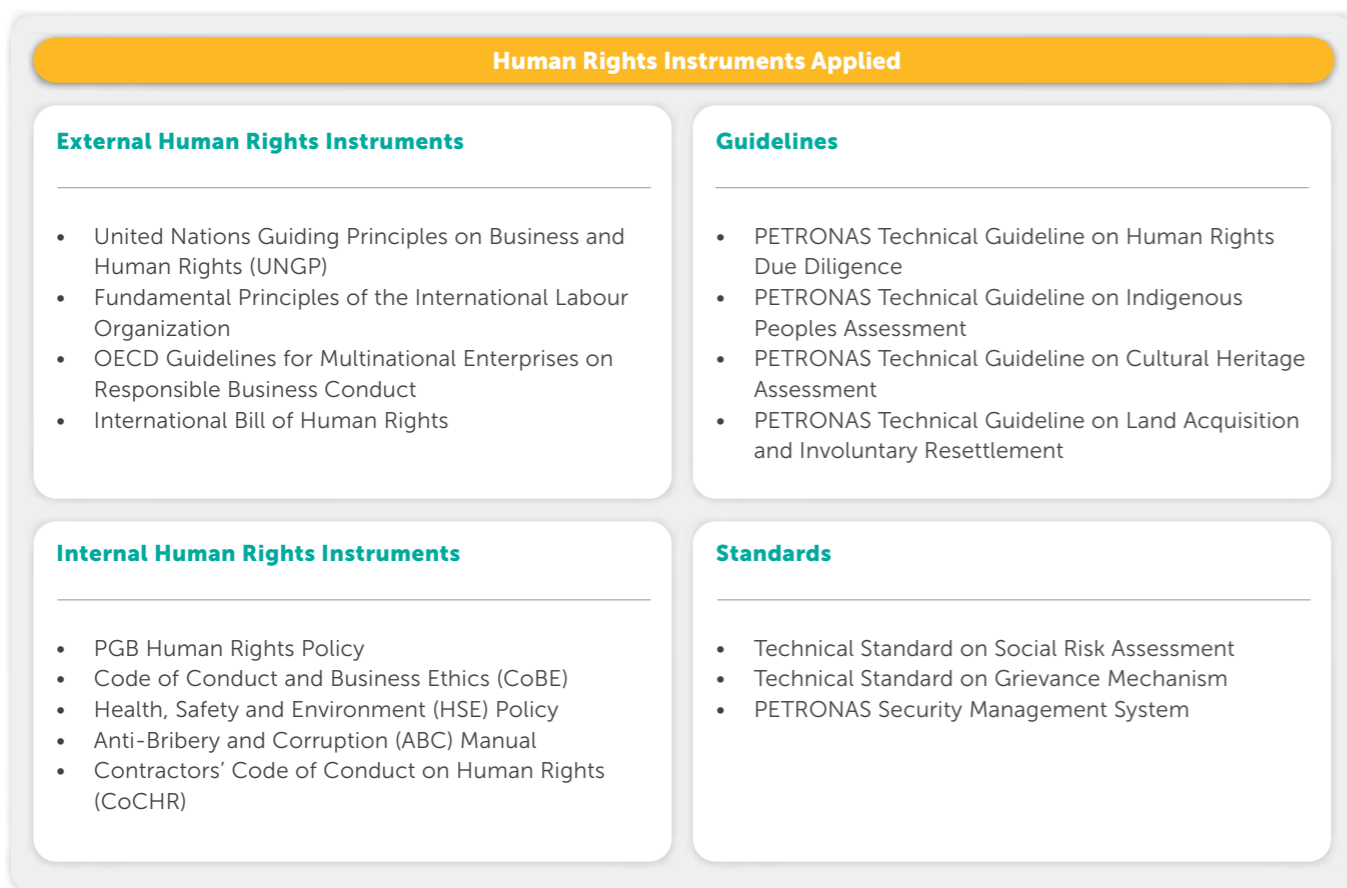 Human Rights Instruments Applied
External Human Rights Instruments
• United Nations Guiding Principles on Business and
Human Rights (UNGP)
• Fundamental Principles of the International Labour
Organization
• OECD Guidelines for Multinational Enterprises on
Responsible Business Conduct
• International Bill of Human Rights
Guidelines
• PETRONAS Technical Guideline on Human Rights
Due Diligence
• PETRONAS Technical Guideline on Indigenous
Peoples Assessment
• PETRONAS Technical Guideline on Cultural Heritage
Assessment
• PETRONAS Technical Guideline on Land Acquisition
and Involuntary Resettlement
Internal Human Rights Instruments
• PGB Human Rights Policy
• Code of Conduct and Business Ethics (CoBE)
• Health, Safety and Environment (HSE) Policy
• Anti-Bribery and Corruption (ABC) Manual
• Contractors’ Code of Conduct on Human Rights
(CoCHR)
Standards
• Technical Standard on Social Risk Assessment
• Technical Standard on Grievance Mechanism
• PETRONAS Security Management System